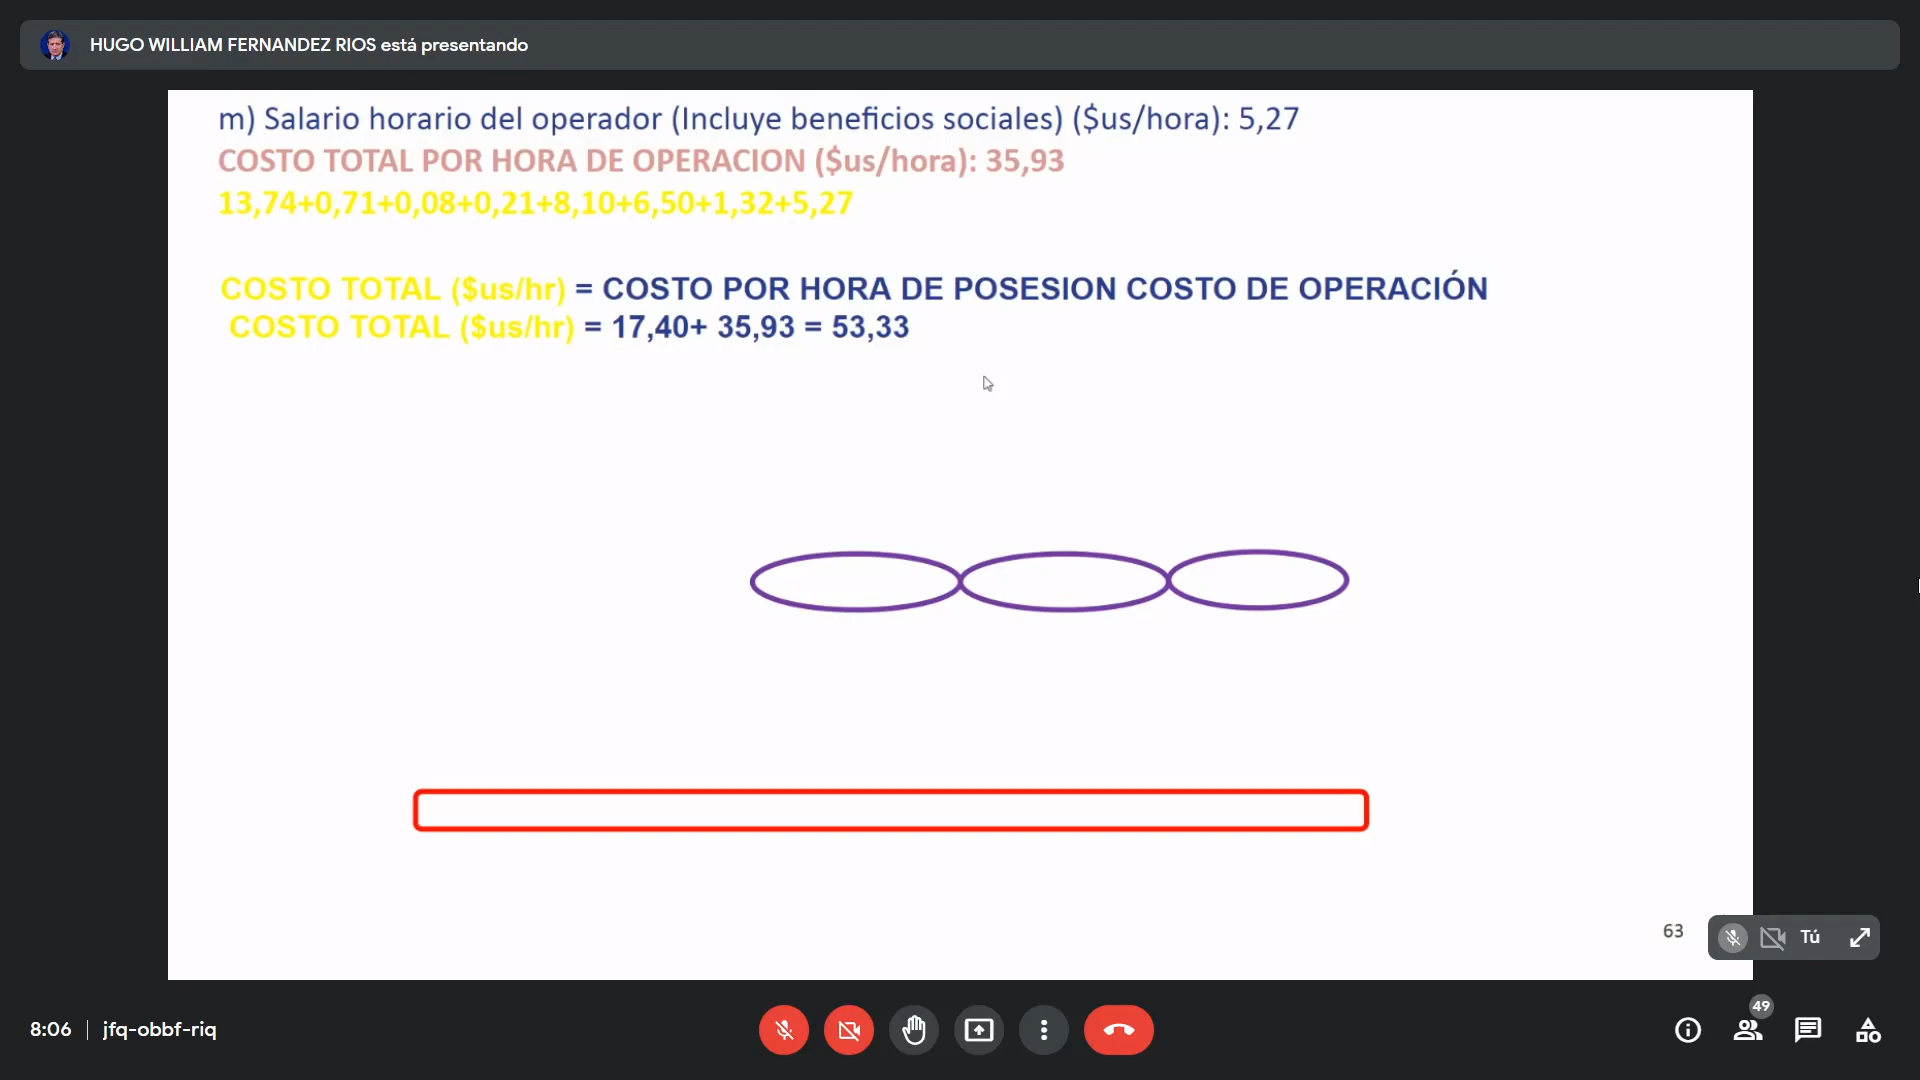 HUGO WILLIAM FERNANDEZ RIOS está presentando
m) Salario horario del operador (Incluye beneficios sociales) ($us/hora): 5,27
COSTO TOTAL POR HORA DE OPERACION ($us/hora): 35,93
13,74+0,71+0,08+0,21+8,10+6,50+1,32+5,27
COSTO TOTAL ($us/hr) = COSTO POR HORA DE POSESION COSTO DE OPERACIÓN
COSTO TOTAL ($us/hr) = 17,40+ 35,93 = 53,33
63
Tú
49
8:06 | jfq-obbf-riq